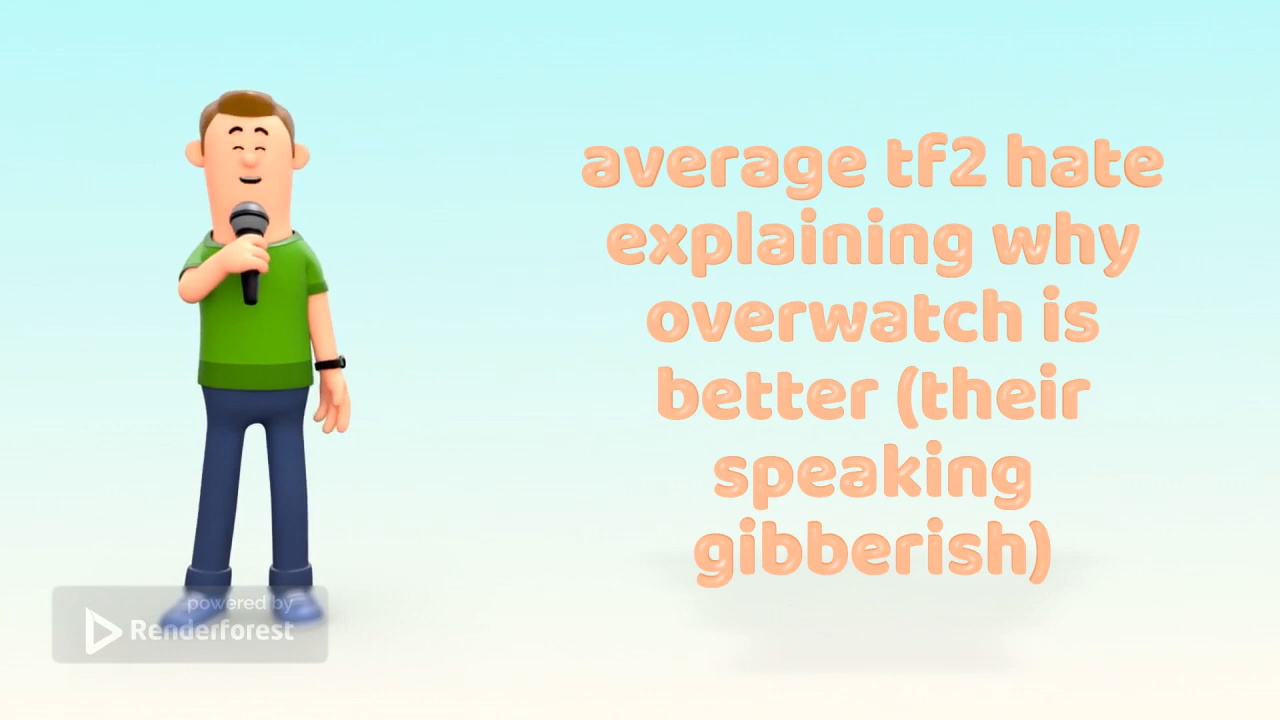 average tf2 hate
explaining why
overwatch is
better (their
speaking
gibberish)
powered by
Renderforest